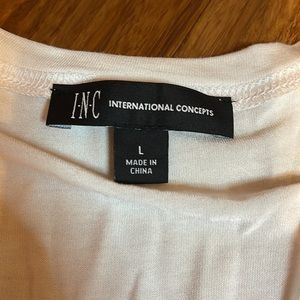 I·N·C INTERNATIONAL CONCEPTS
L
MADE IN
CHINA